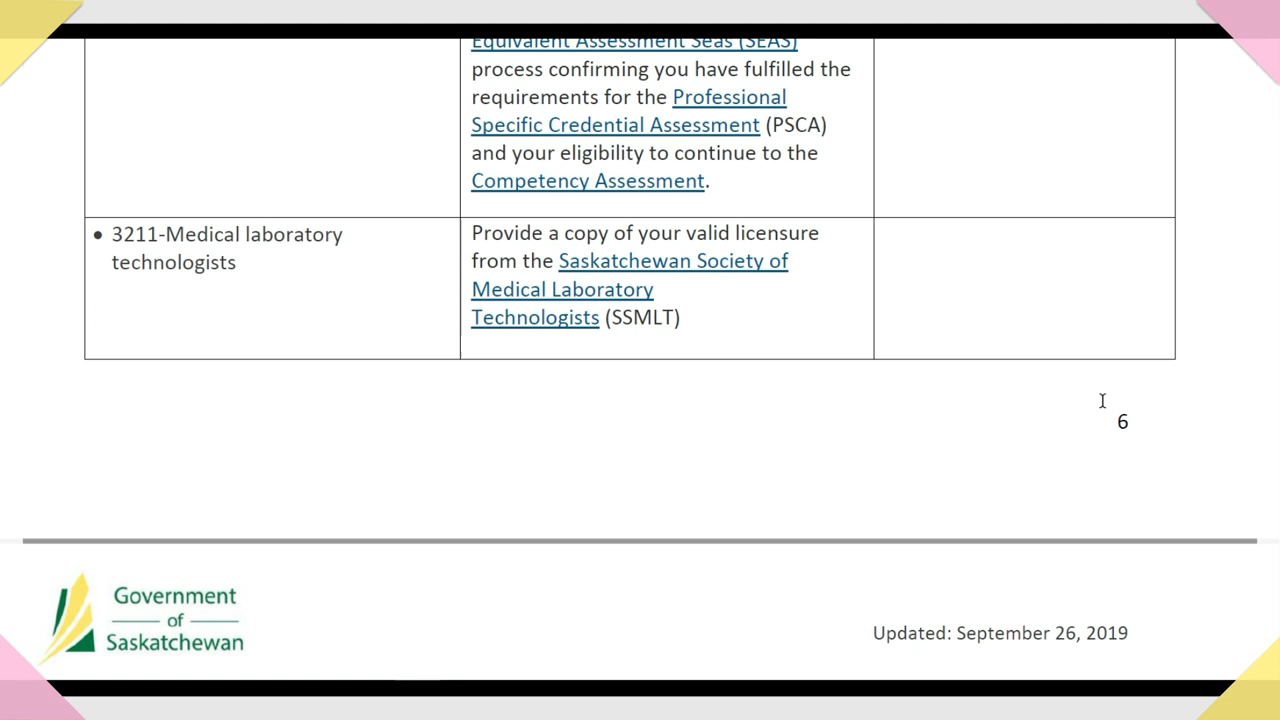 Equivalent Assessment Seas (SEAS)
process confirming you have fulfilled the
requirements for the Professional
Specific Credential Assessment (PSCA)
and your eligibility to continue to the
Competency Assessment.
• 3211-Medical laboratory
technologists
Provide a copy of your valid licensure
from the Saskatchewan Society of
Medical Laboratory
Technologists (SSMLT)
6
Government
of
Saskatchewan
Updated: September 26, 2019